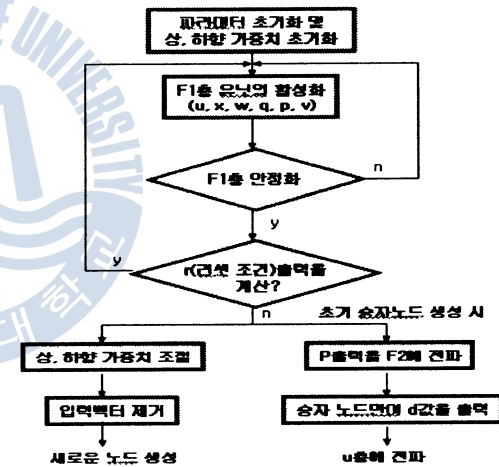 파라메터 초기화 및
상, 하향 가중치 초기화
F1층 유닛의 활성화
(u, x, w, q, p, v)
F1층 안정화
n
y
y
r(리셋 조건)출력을
계산?
n
초기 승자노드 생성 시
상, 하향 가중치 조절
P출력을 F2에 전파
입력벡터 제거
승자 노드만이 d값을 출력
새로운 노드 생성
u층에 전파
UNIVERSITY
대학교